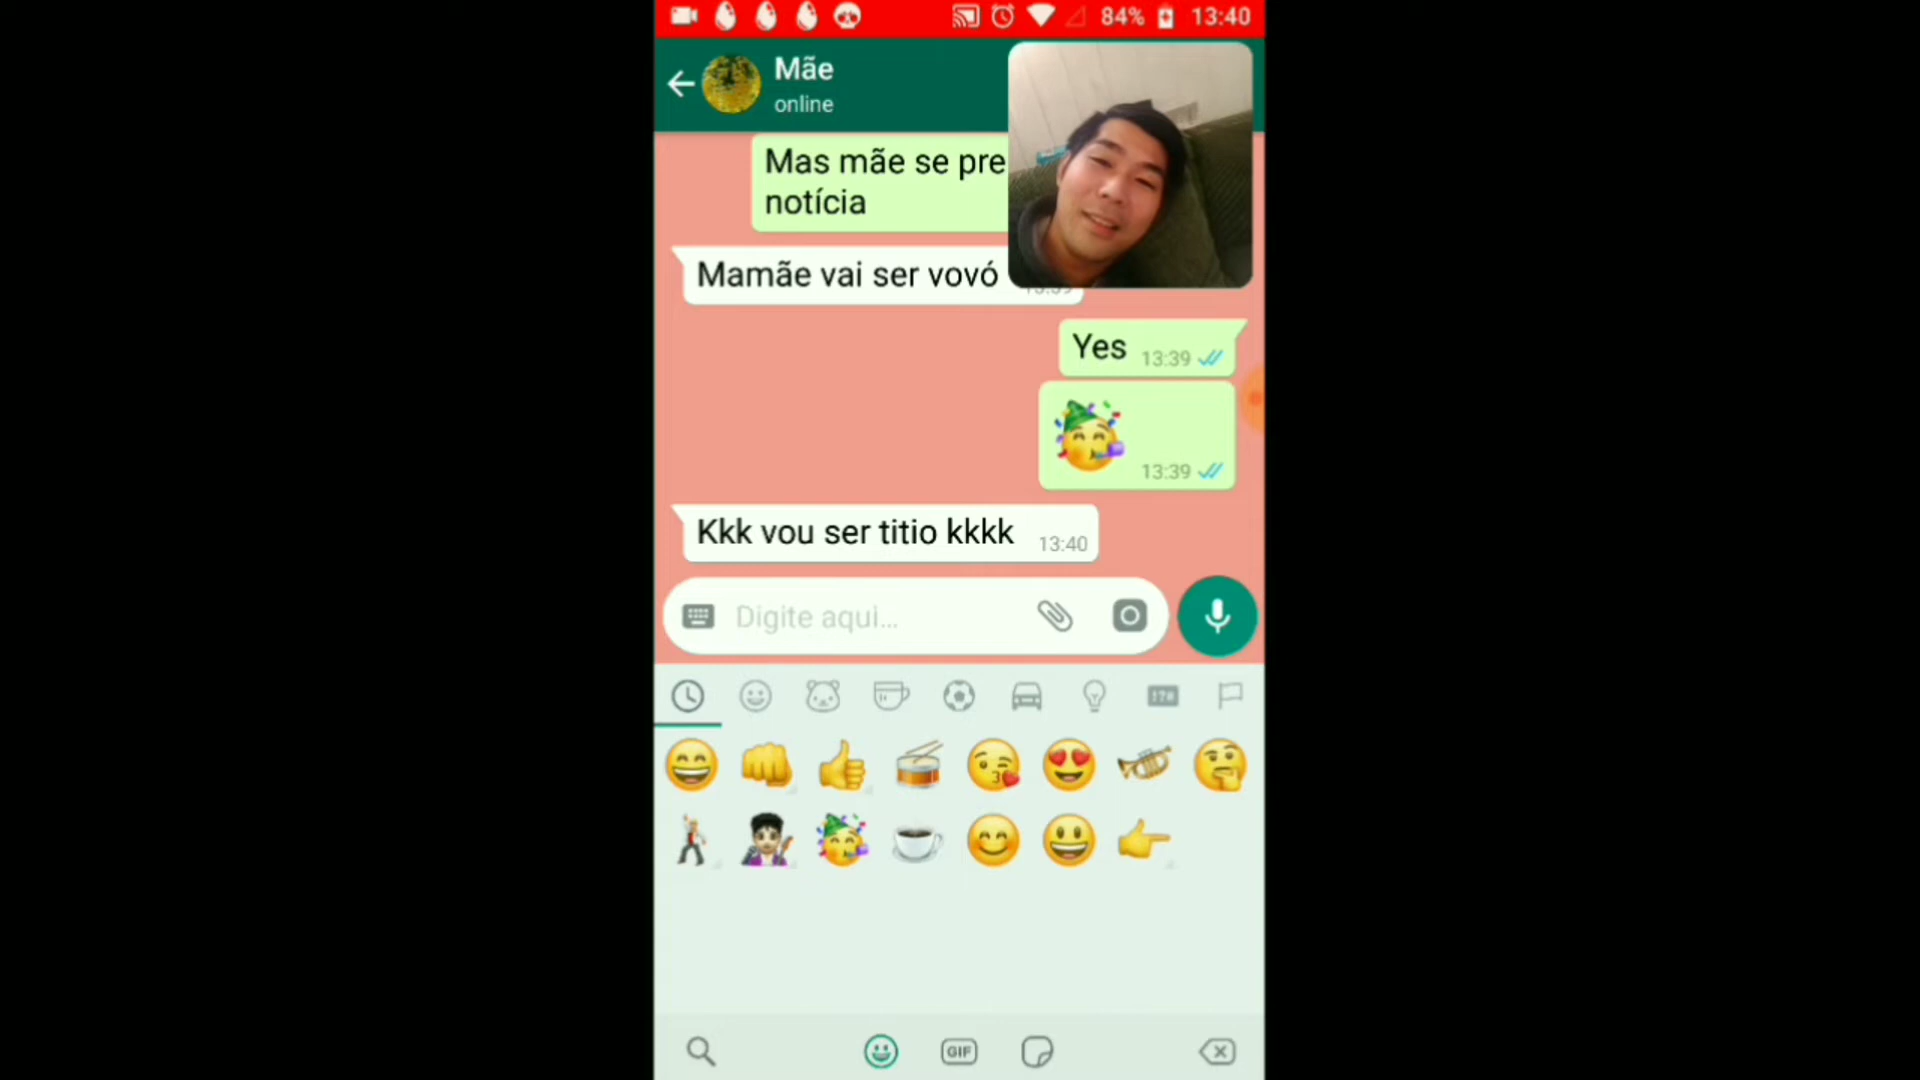 84% 13:40
Mãe
online
Mas mãe se pre
notícia
Mamãe vai ser vovó
Yes 13:39
13:39
Kkk vou ser titio kkkk 13:40
Digite aqui...
GIF